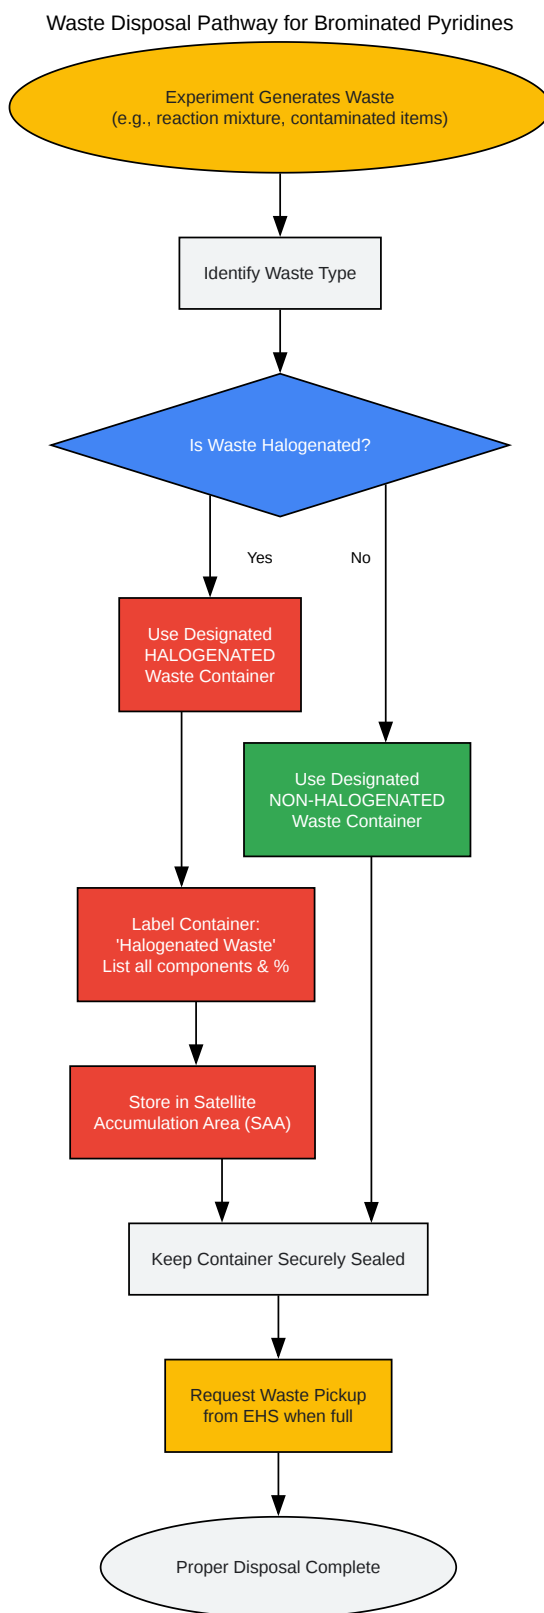 Waste Disposal Pathway for Brominated Pyridines
Experiment Generates Waste
(e.g., reaction mixture, contaminated items)
Identify Waste Type
Is Waste Halogenated?
Yes
No
Use Designated
HALOGENATED
Waste Container
Use Designated
NON-HALOGENATED
Waste Container
Label Container:
'Halogenated Waste'
List all components & %
Store in Satellite
Accumulation Area (SAA)
Keep Container Securely Sealed
Request Waste Pickup
from EHS when full
Proper Disposal Complete